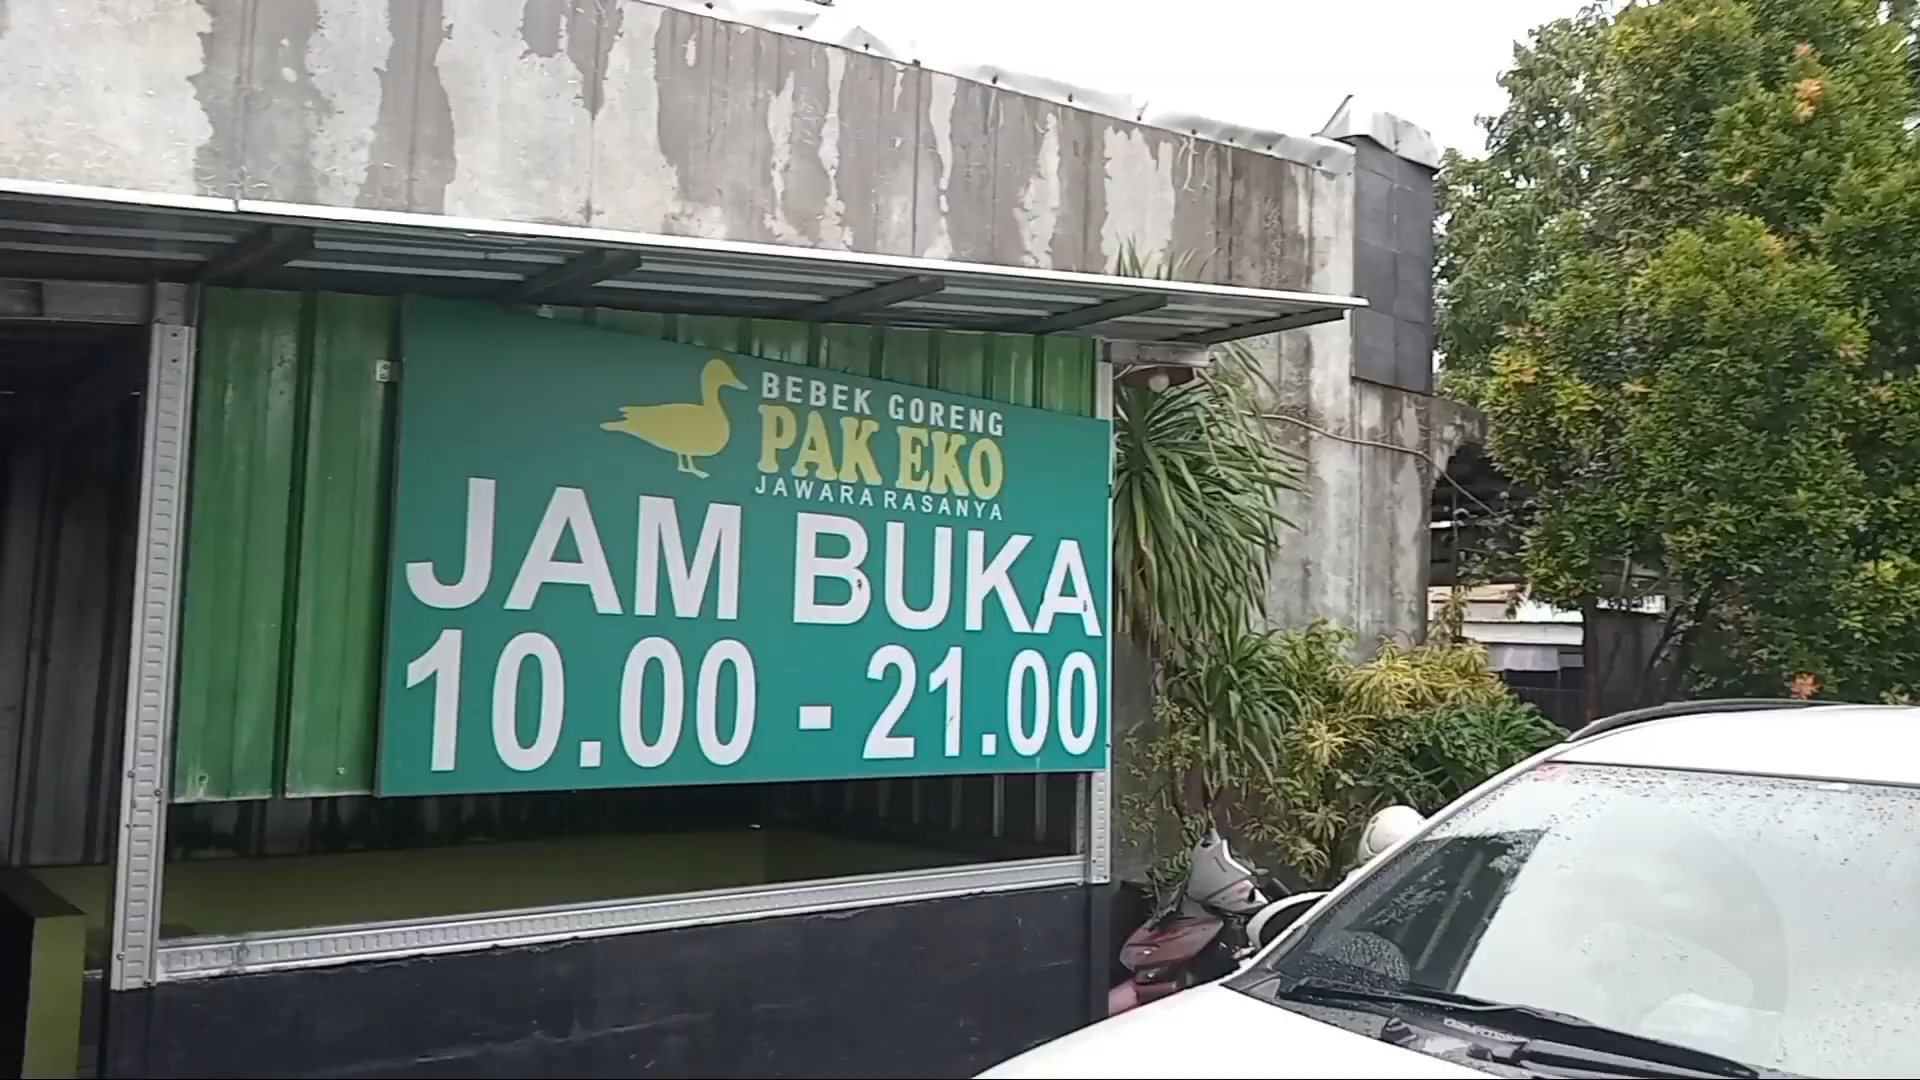 BEBEK GORENG
PAK EKO
JAWARA RASANYA
JAM BUKA
10.00 - 21.00